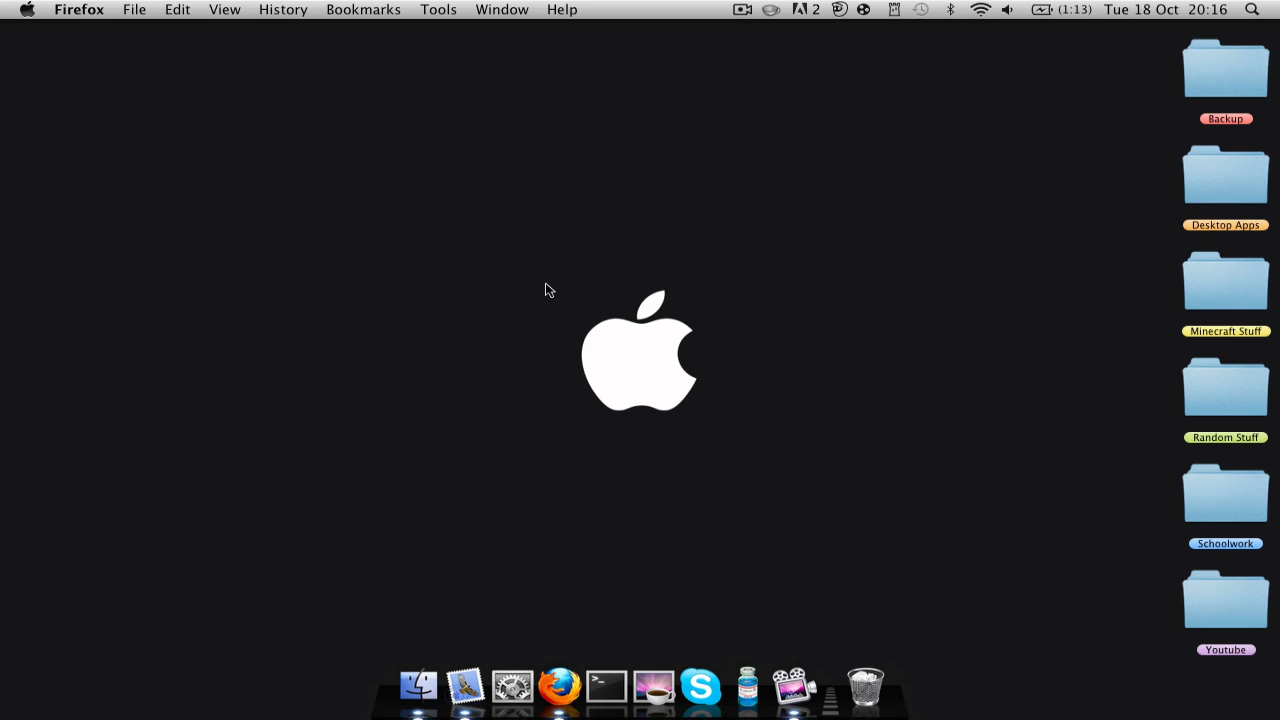 Firefox File Edit View History Bookmarks Tools Window Help 2 (1:13) Tue 18 Oct 20:16
Backup
Desktop Apps
Minecraft Stuff
Random Stuff
Schoolwork
Youtube